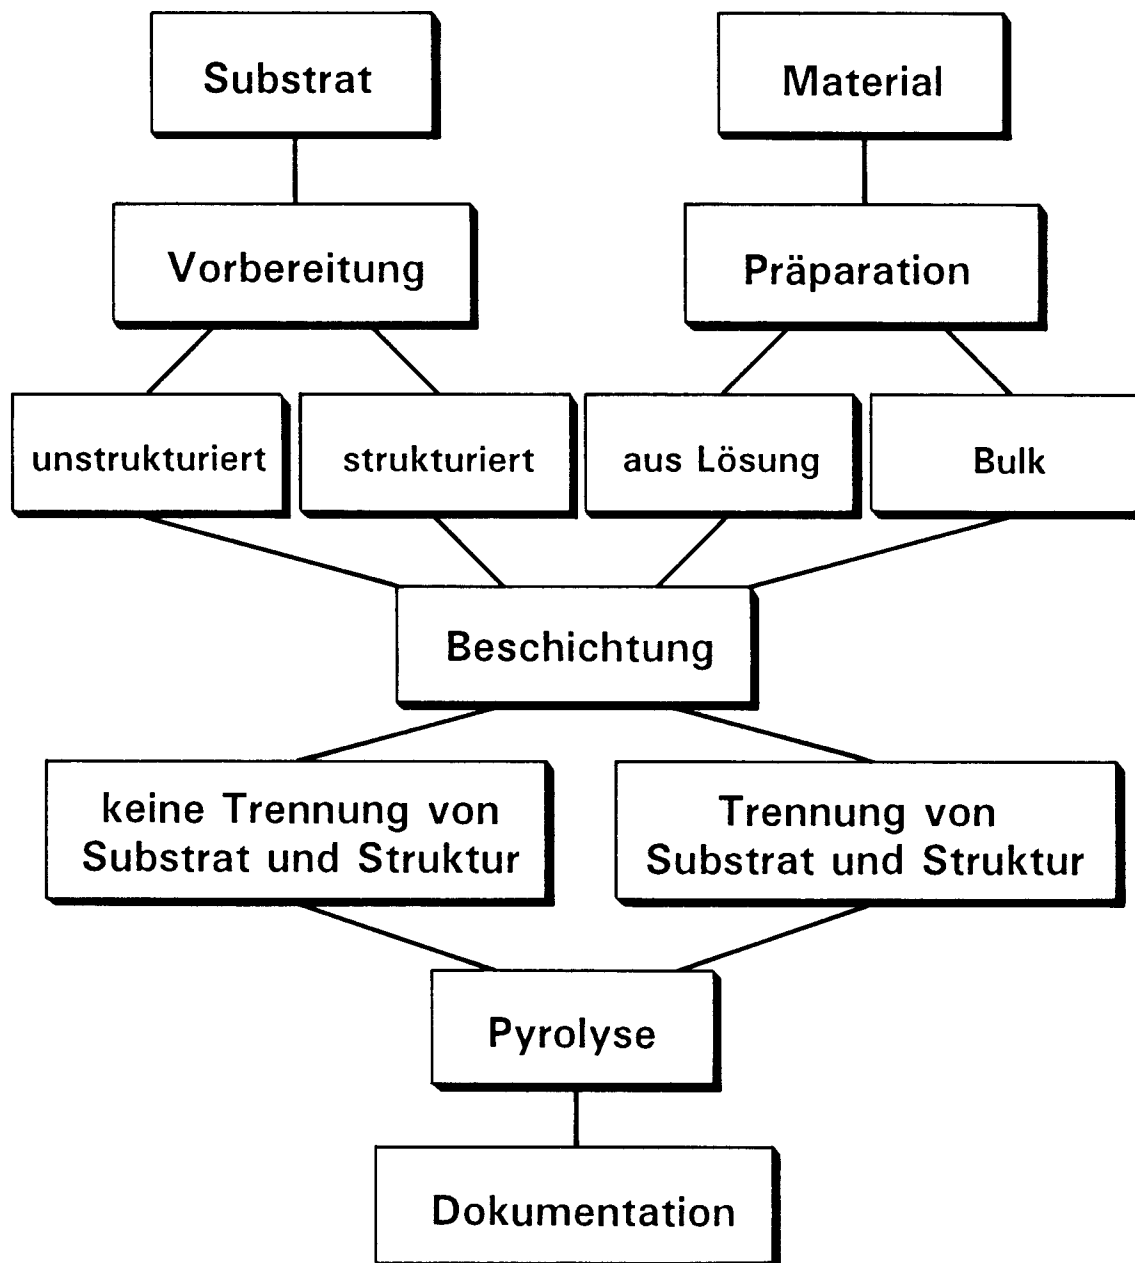 Substrat
Material
Vorbereitung
Präparation
unstrukturiert
strukturiert
aus Lösung
Bulk
Beschichtung
keine Trennung von
Substrat und Struktur
Trennung von
Substrat und Struktur
Pyrolyse
Dokumentation